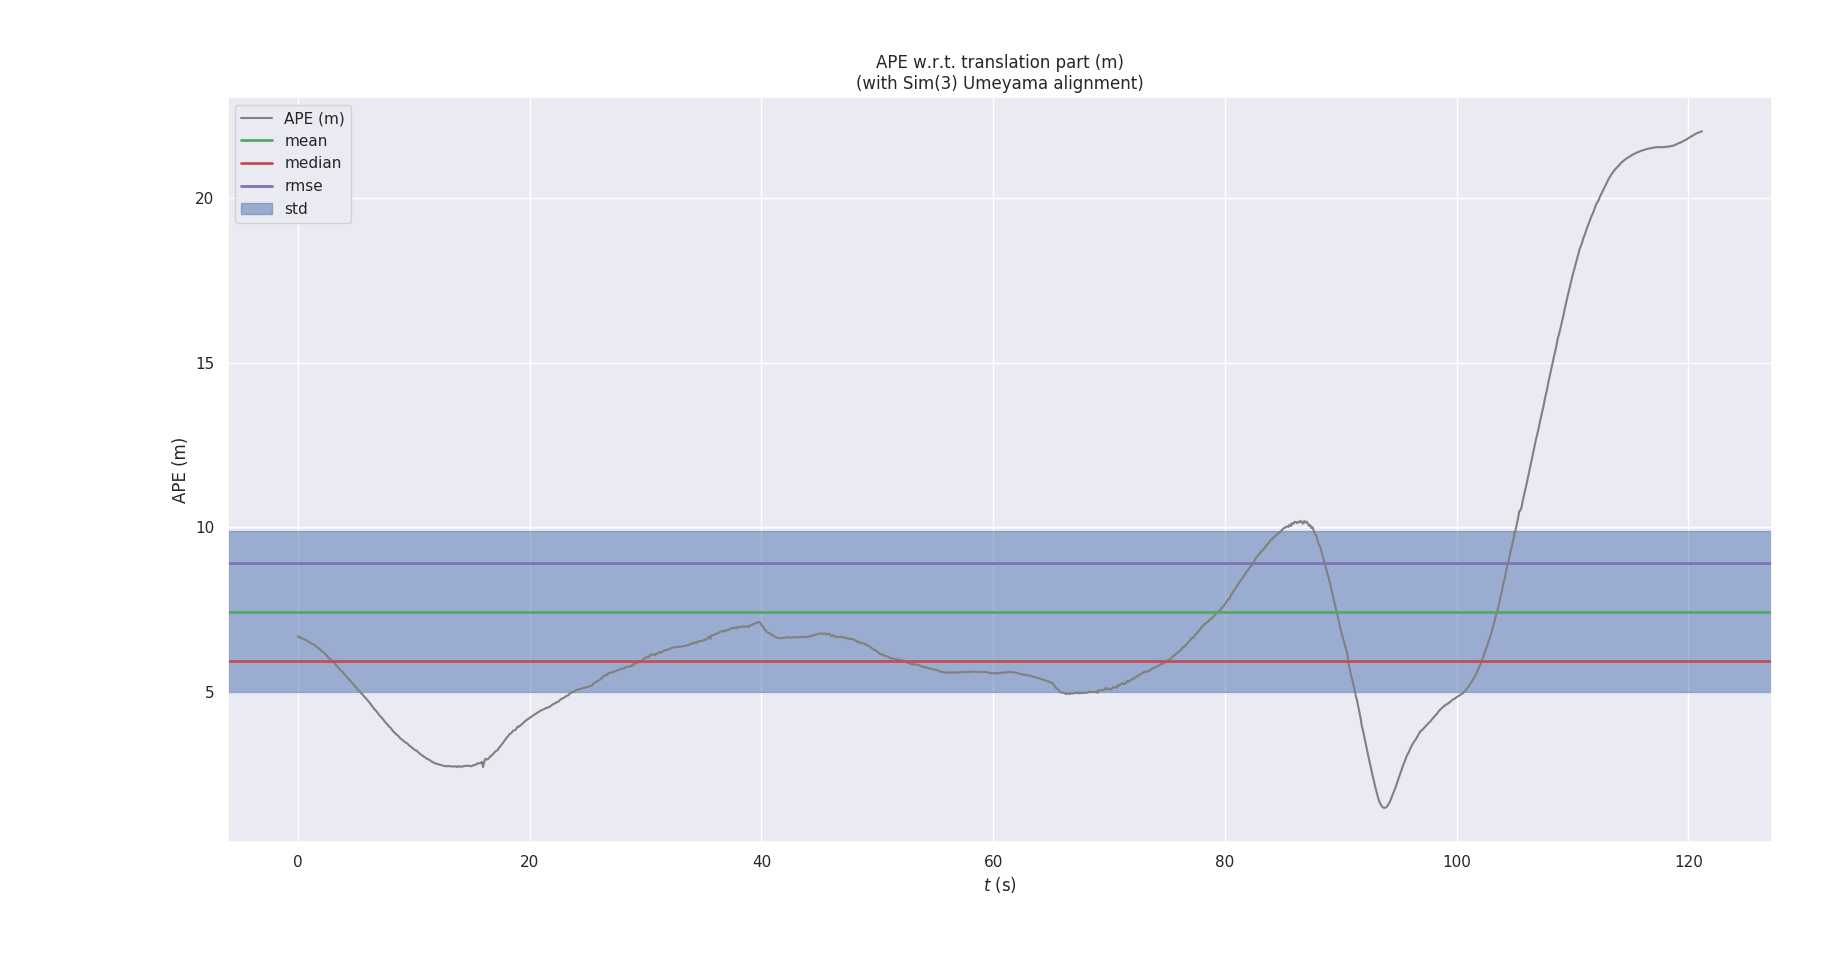 APE w.r.t. translation part (m)
(with Sim(3) Umeyama alignment)
APE (m)
mean
median
rmse
std
20
15
10
5
APE (m)
0 20 40 60 80 100 120
t (s)